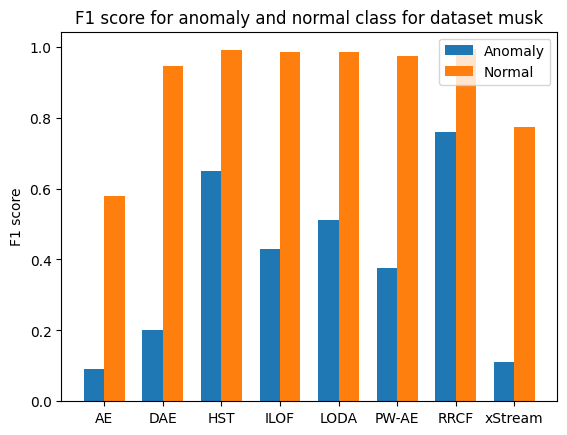 F1 score for anomaly and normal class for dataset musk
Anomaly
Normal
F1 score
1.0
0.8
0.6
0.4
0.2
0.0
AE DAE HST ILOF LODA PW-AE RRCF xStream